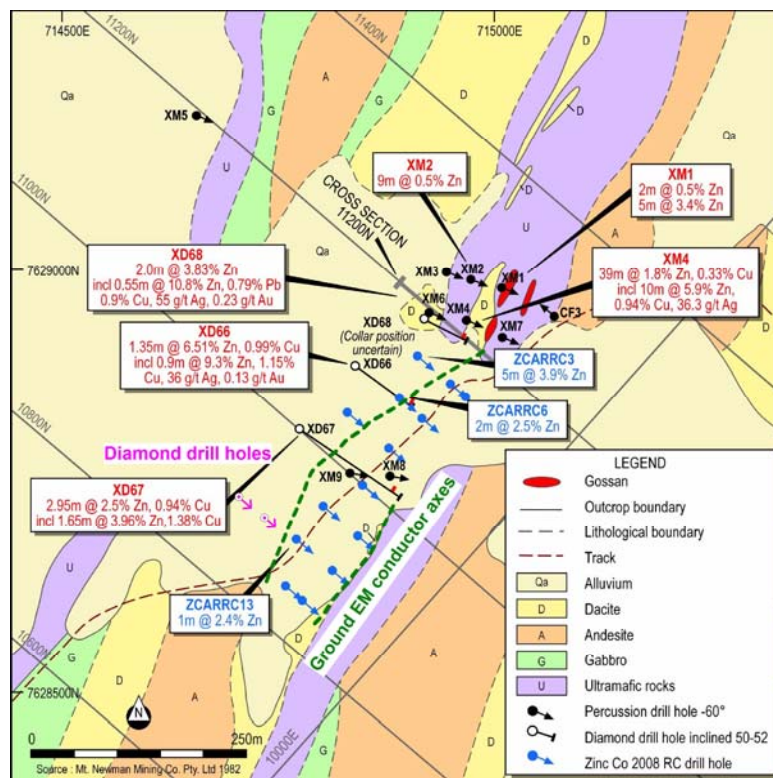 714500E
715000E
11200N
11400N
Qa
U
G
A
G
D
D
D
D
U
A
Qa
XM5
11000N
CROSS SECTION
11200N
XM2
9m @ 0.5% Zn
XM1
2m @ 0.5% Zn
5m @ 3.4% Zn
XD68
2.0m @ 3.83% Zn
incl 0.55m @ 10.8% Zn, 0.79% Pb
0.9% Cu, 55 g/t Ag, 0.23 g/t Au
XM4
39m @ 1.8% Zn, 0.33% Cu
incl 10m @ 5.9% Zn,
0.94% Cu, 36.3 g/t Ag
7629000N
Qa
XM3
XM2
XM1
D
D
XM6
XM4
CF3
XM7
A
XD68
(Collar position
uncertain)
XD66
1.35m @ 6.51% Zn, 0.99% Cu
incl 0.9m @ 9.3% Zn, 1.15%
Cu, 36 g/t Ag, 0.13 g/t Au
XD66
ZCARRC3
5m @ 3.9% Zn
ZCARRC6
2m @ 2.5% Zn
10800N
XD67
Diamond drill holes
XM9
XM8
XD67
2.95m @ 2.5% Zn, 0.94% Cu
incl 1.65m @ 3.96% Zn,1.38% Cu
Ground EM conductor axes
D
U
ZCARRC13
1m @ 2.4% Zn
D
10600N
G
D
A
U
A
G
7628500N
N
10000E
0
250m
Source : Mt. Newman Mining Co. Pty. Ltd 1982
LEGEND
Gossan
Outcrop boundary
Lithological boundary
Track
Qa Alluvium
D Dacite
A Andesite
G Gabbro
U Ultramafic rocks
Percussion drill hole -60°
Diamond drill hole inclined 50-52
Zinc Co 2008 RC drill hole